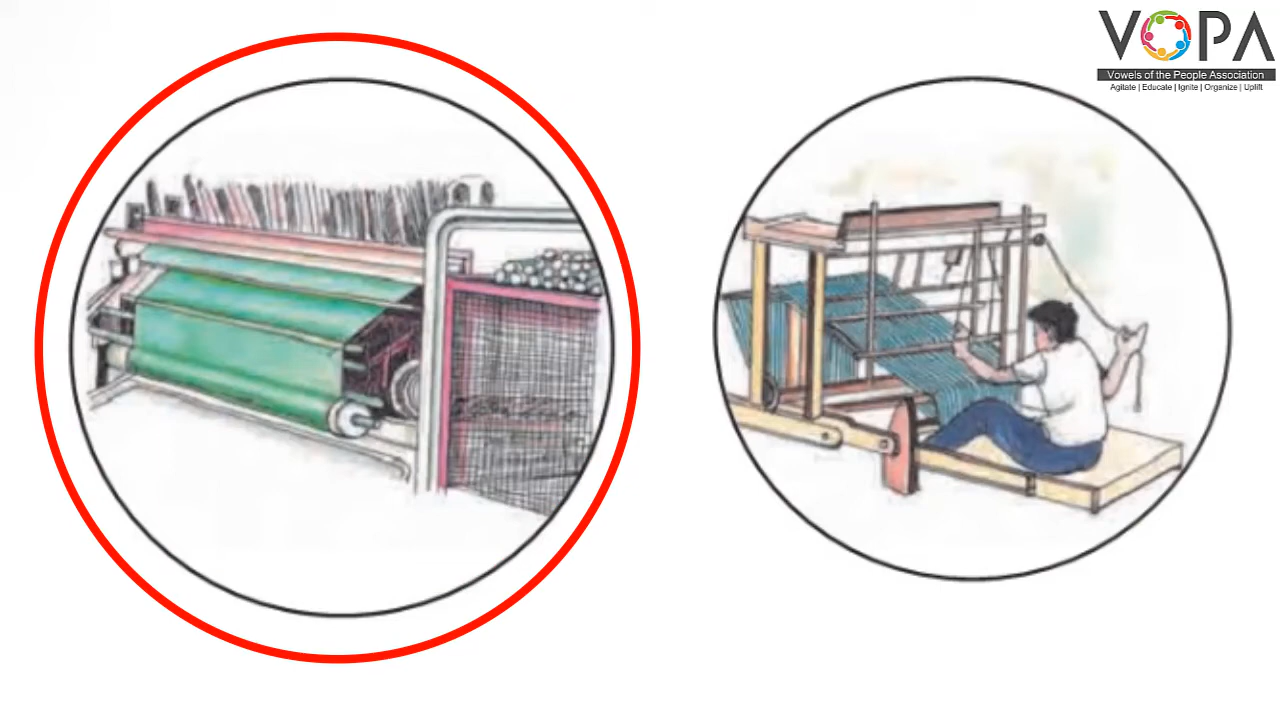 VOPA
Vowels of the People Association
Agitate | Educate | Ignite | Organize | Uplift